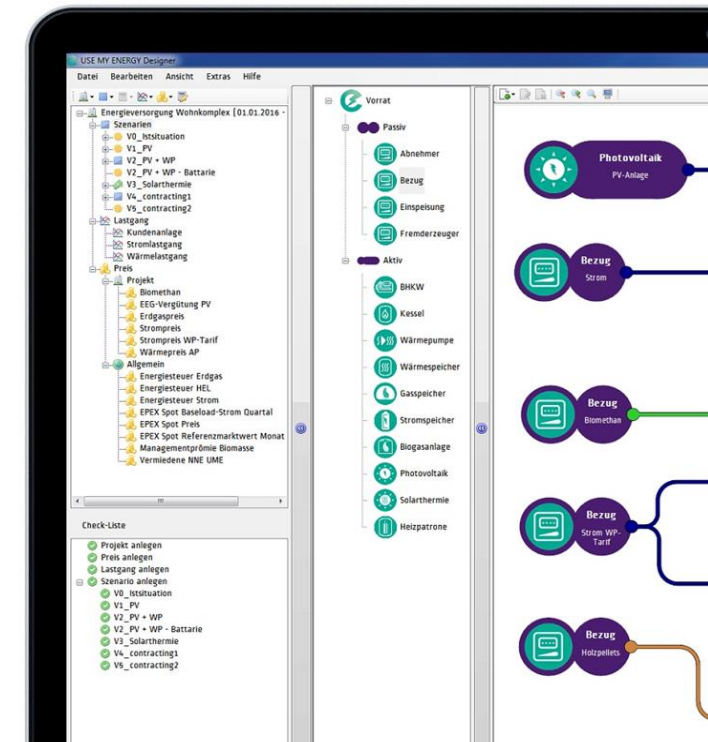 USE MY ENERGY Designer
Datei Bearbeiten Ansicht Extras Hilfe
Energieversorgung Wohnkomplex [01.01.2016 -
Szenarien
V0_Istsituation
V1_PV
V2_PV + WP
V2_PV + WP - Battarie
V3_Solarthermie
V4_contracting1
V5_contracting2
Lastgang
Kundenanlage
Stromlastgang
Wärmelastgang
Preis
Projekt
Biomethan
EEG-Vergütung PV
Erdgaspreis
Strompreis
Strompreis WP-Tarif
Wärmepreis AP
Allgemein
Energiesteuer Erdgas
Energiesteuer HEL
Energiesteuer Strom
EPEX Spot Baseload-Strom Quartal
EPEX Spot Preis
EPEX Spot Referenzmarktwert Monat
Managementprömie Biomasse
Vermiedene NNE UME
Check-Liste
Projekt anlegen
Preis anlegen
Lastgang anlegen
Szenario anlegen
V0_Istsituation
V1_PV
V2_PV + WP
V2_PV + WP - Battarie
V3_Solarthermie
V4_contracting1
V5_contracting2
Vorrat
Passiv
Abnehmer
Bezug
Einspeisung
Fremderzeuger
Aktiv
BHKW
Kessel
Wärmepumpe
Wärmespeicher
Gasspeicher
Stromspeicher
Biogasanlage
Photovoltaik
Solarthermie
Heizpatrone
Photovoltaik
PV-Anlage
Bezug
Strom
Bezug
Biomethan
Bezug
Strom WP-
Tarif
Bezug
Holzpellets